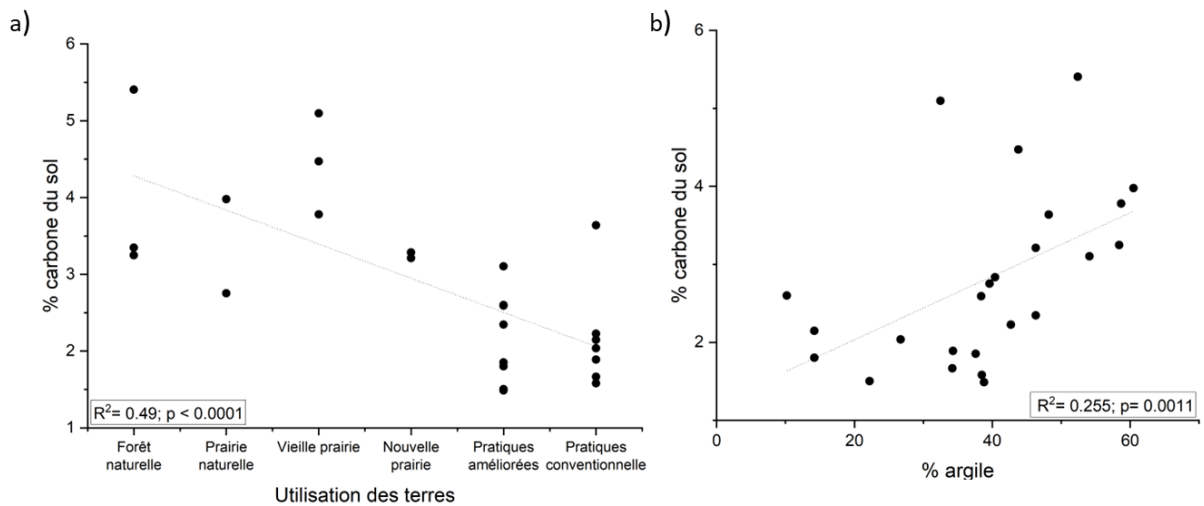 a)
% carbone du sol
6
5
4
3
2
1
R²= 0.49; p < 0.0001
Forêt
naturelle
Prairie
naturelle
Vieille prairie
Nouvelle
prairie
Pratiques
améliorées
Pratiques
conventionnelle
Utilisation des terres
b)
% carbone du sol
6
4
2
R²= 0.255; p= 0.0011
0
20
40
60
% argile